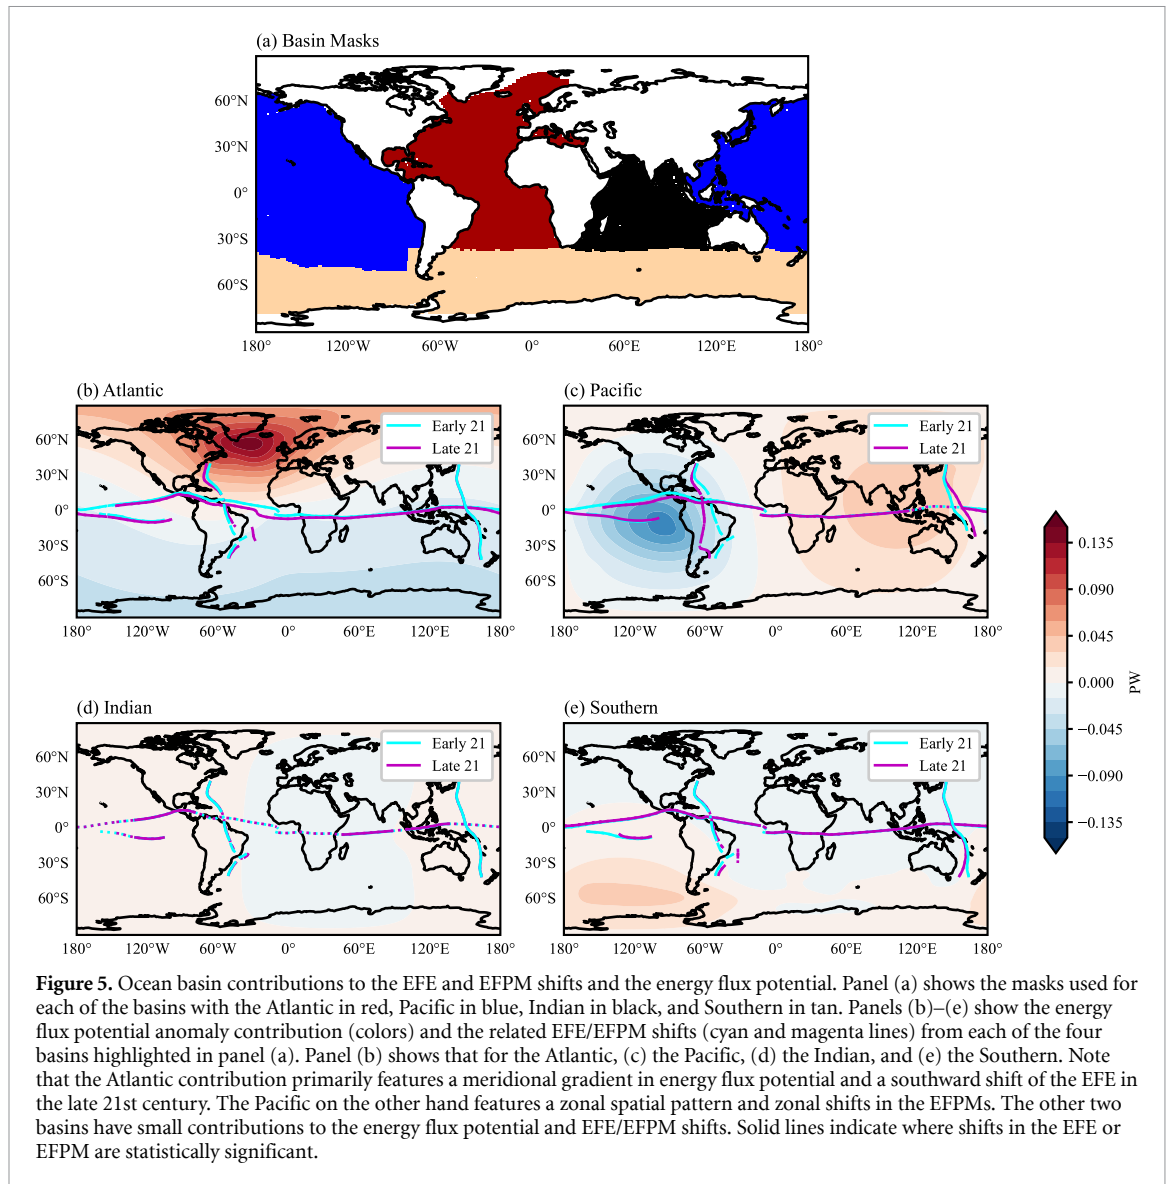 (a) Basin Masks
60°N
30°N
0°
30°S
60°S
180° 120°W 60°W 0° 60°E 120°E 180°
(b) Atlantic
Early 21
Late 21
60°N
30°N
0°
30°S
60°S
180° 120°W 60°W 0° 60°E 120°E 180°
(c) Pacific
Early 21
Late 21
60°N
30°N
0°
30°S
60°S
180° 120°W 60°W 0° 60°E 120°E 180°
(d) Indian
Early 21
Late 21
60°N
30°N
0°
30°S
60°S
180° 120°W 60°W 0° 60°E 120°E 180°
(e) Southern
Early 21
Late 21
60°N
30°N
0°
30°S
60°S
180° 120°W 60°W 0° 60°E 120°E 180°
0.135
0.090
0.045
0.000
−0.045
−0.090
−0.135
PW
Figure 5. Ocean basin contributions to the EFE and EFPM shifts and the energy flux potential. Panel (a) shows the masks used for
each of the basins with the Atlantic in red, Pacific in blue, Indian in black, and Southern in tan. Panels (b)–(e) show the energy
flux potential anomaly contribution (colors) and the related EFE/EFPM shifts (cyan and magenta lines) from each of the four
basins highlighted in panel (a). Panel (b) shows that for the Atlantic, (c) the Pacific, (d) the Indian, and (e) the Southern. Note
that the Atlantic contribution primarily features a meridional gradient in energy flux potential and a southward shift of the EFE in
the late 21st century. The Pacific on the other hand features a zonal spatial pattern and zonal shifts in the EFPMs. The other two
basins have small contributions to the energy flux potential and EFE/EFPM shifts. Solid lines indicate where shifts in the EFE or
EFPM are statistically significant.